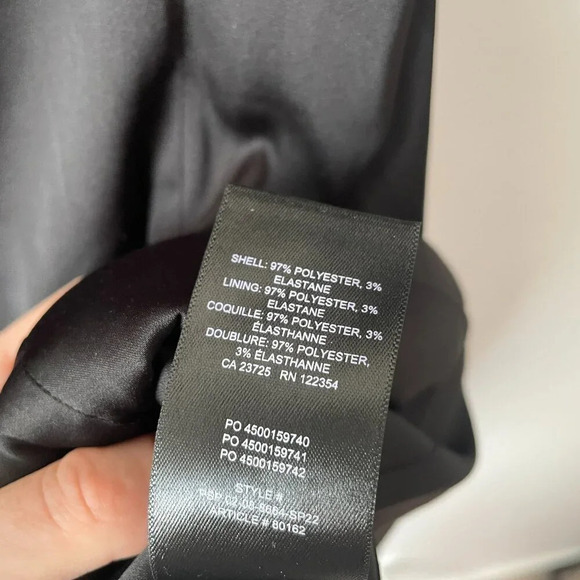 SHELL: 97% POLYESTER, 3%
ELASTANE
LINING: 97% POLYESTER, 3%
ELASTANE
COQUILLE: 97% POLYESTER, 3%
ÉLASTHANNE
DOUBLURE: 97% POLYESTER,
3% ÉLASTHANNE
CA 23725 RN 122354
PO 4500159740
PO 4500159741
PO 4500159742
STYLE #
ARTICLE # 80162